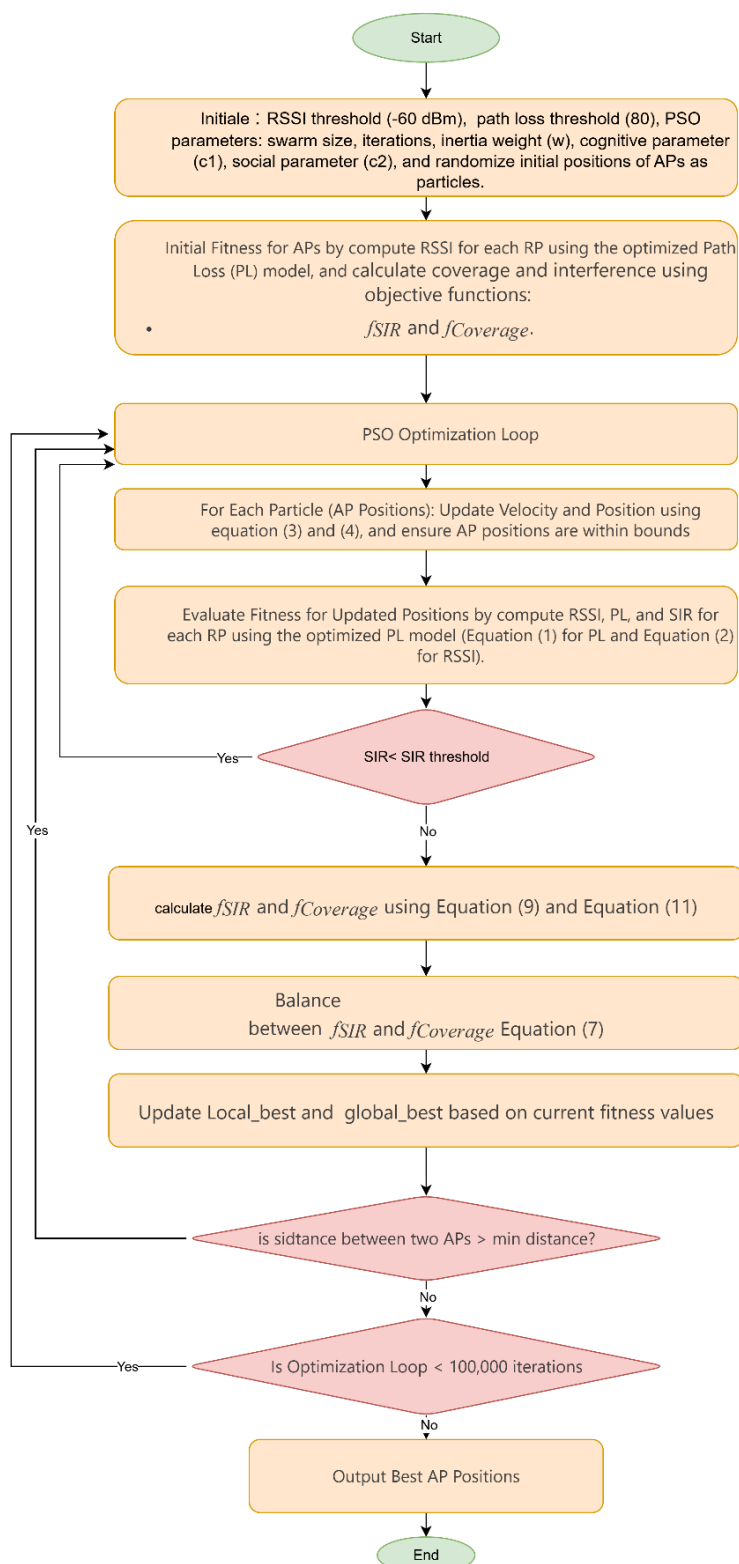 Start
Initiale：RSSI threshold (-60 dBm),  path loss threshold (80), PSO
parameters: swarm size, iterations, inertia weight (w), cognitive parameter
(c1), social parameter (c2), and randomize initial positions of APs as
particles.
Initial Fitness for APs by compute RSSI for each RP using the optimized Path
Loss (PL) model, and calculate coverage and interference using
objective functions:
• fSIR and fCoverage.
PSO Optimization Loop
For Each Particle (AP Positions): Update Velocity and Position using
equation (3) and (4), and ensure AP positions are within bounds
Evaluate Fitness for Updated Positions by compute RSSI, PL, and SIR for
each RP using the optimized PL model (Equation (1) for PL and Equation (2)
for RSSI).
SIR< SIR threshold
Yes
No
Yes
calculate fSIR and fCoverage using Equation (9) and Equation (11)
Balance
between fSIR and fCoverage Equation (7)
Update Local_best and global_best based on current fitness values
is sidtance between two APs > min distance?
No
Is Optimization Loop < 100,000 iterations
Yes
No
Output Best AP Positions
End